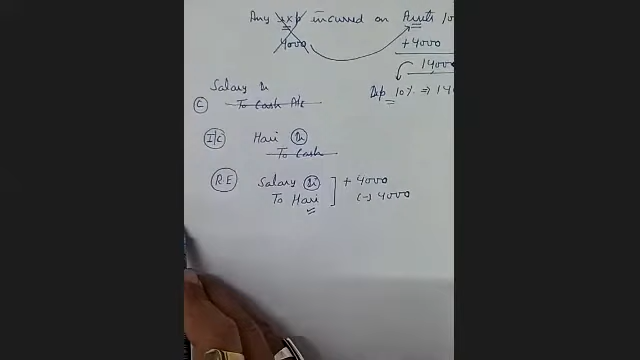 Any exp incurred on Assets 10
4000
+ 4000
14000
Dep 10% ⇒ 140
Salary Dr
C To Cash A/c
I/C Hari Dr
To Cash
R.E Salary Dr + 4000
To Hari (-) 4000